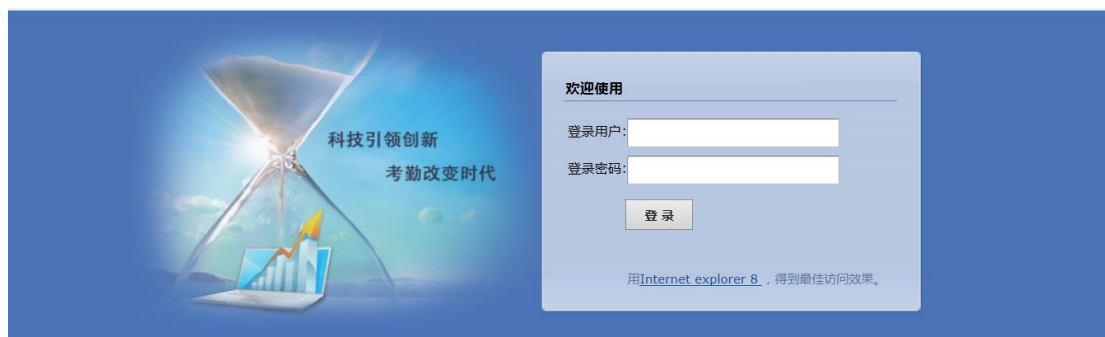 科技引领创新
考勤改变时代
欢迎使用
登录用户:
登录密码:
登 录
用Internet explorer 8 ，得到最佳访问效果。